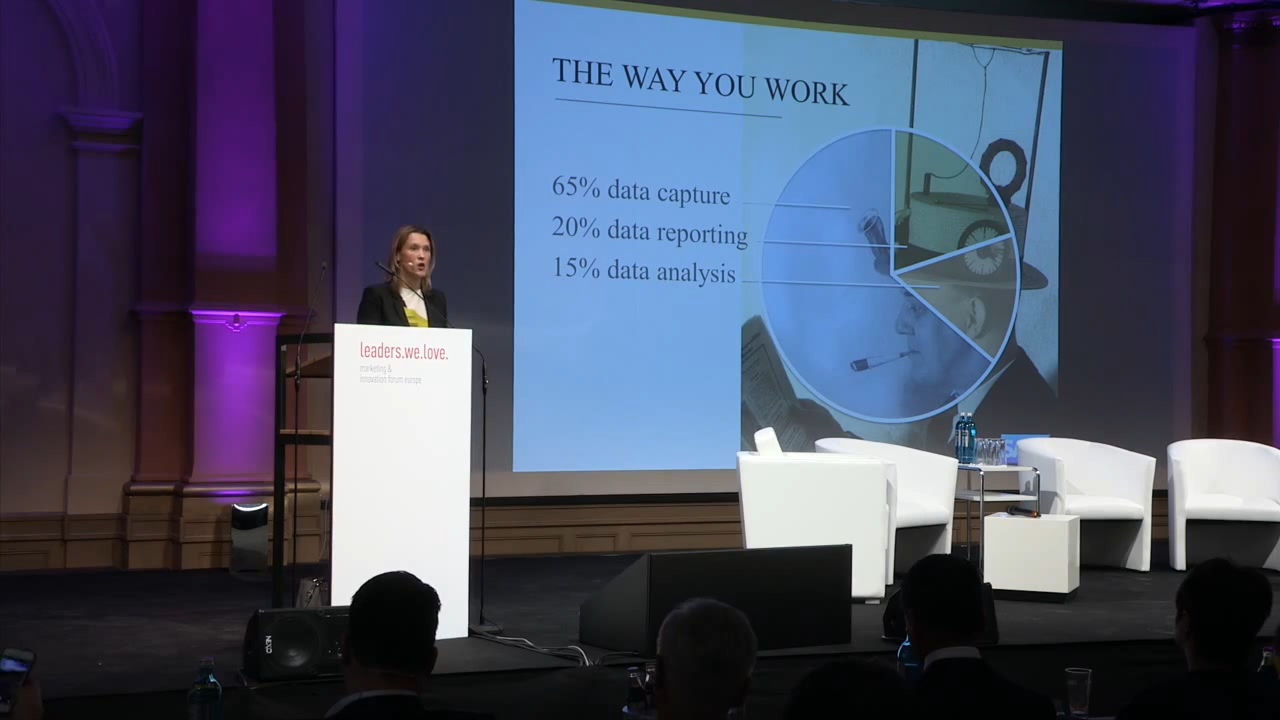 THE WAY YOU WORK
65% data capture
20% data reporting
15% data analysis
leaders.we.love.
marketing &
innovation forum europe
NEXO